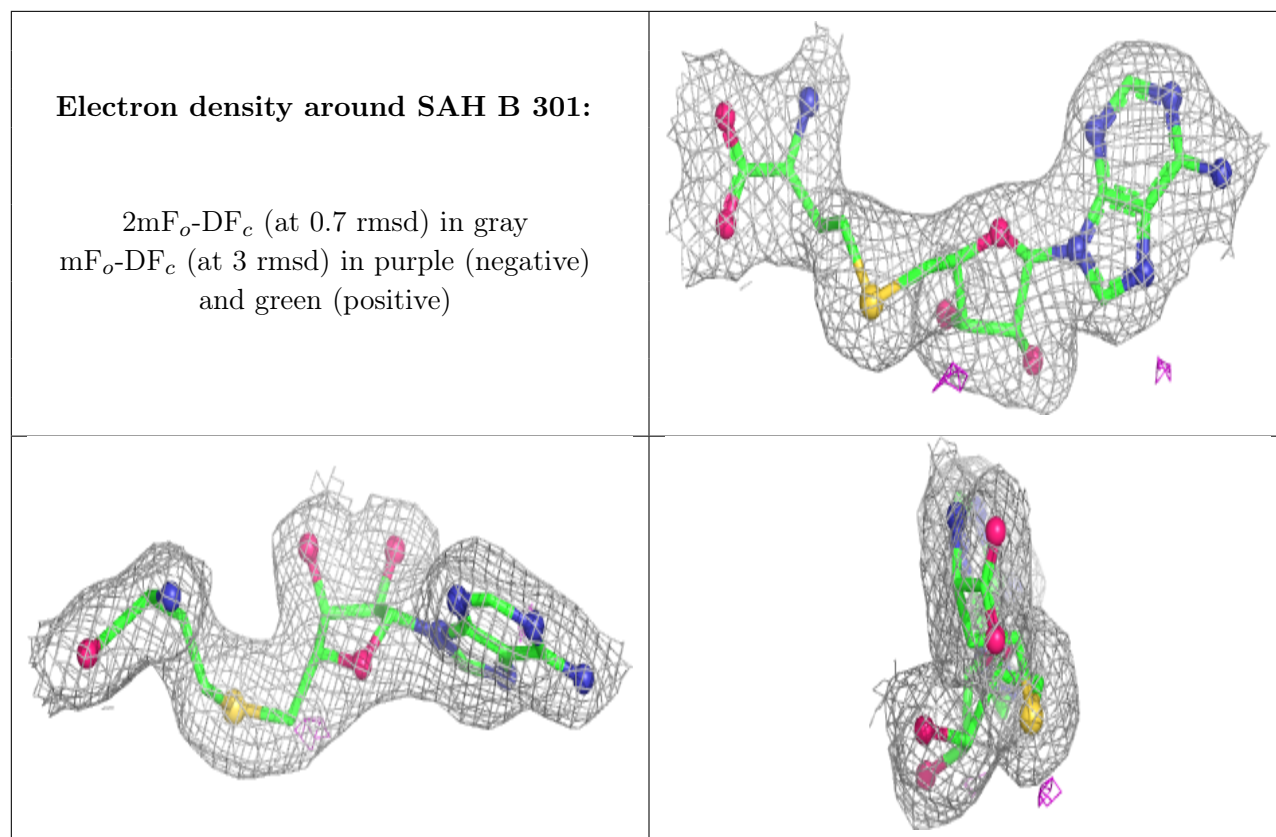 Electron density around SAH B 301:
2mFo-DFc (at 0.7 rmsd) in gray
mFo-DFc (at 3 rmsd) in purple (negative)
and green (positive)